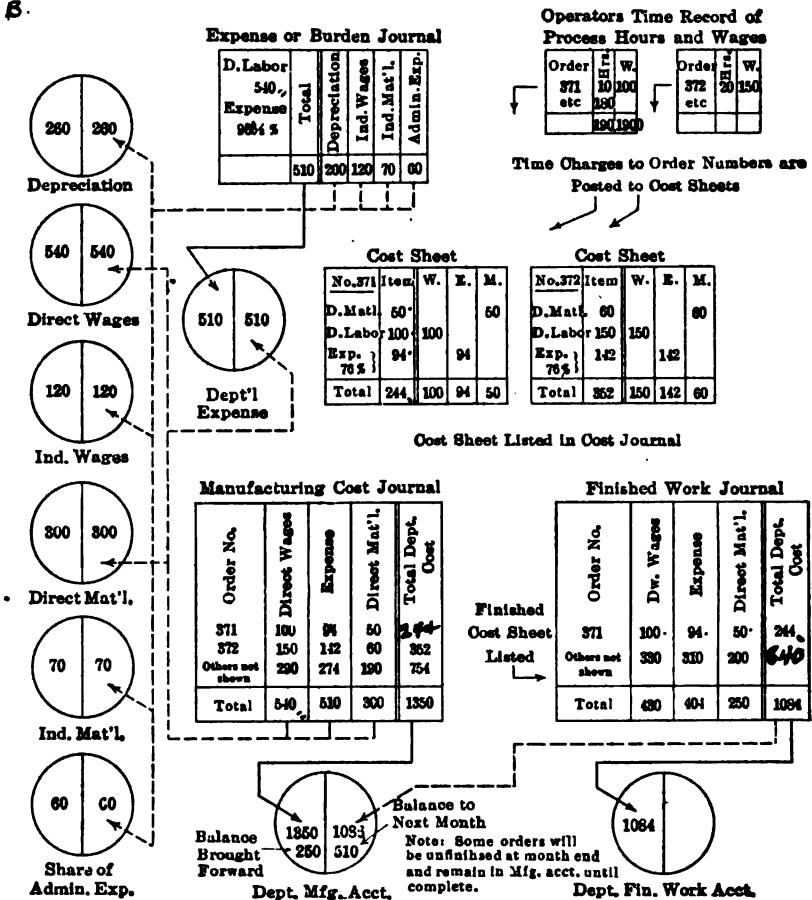 B.
Expense or Burden Journal
D. Labor
540
Expense
Total
Depreciation
Ind. Wages
Ind. Mat'l.
Admin. Exp.
510 260 120 70 60
Operators Time Record of
Process Hours and Wages
Order Hrs. W.
371 10 100
etc 180
190 1900
Order Hrs. W.
372 20 150
etc
Time Charges to Order Numbers are
Posted to Cost Sheets
260 260
Depreciation
540 540
Direct Wages
120 120
Ind. Wages
300 300
Direct Mat'l.
70 70
Ind. Mat'l.
60
Share of
Admin. Exp.
510 510
Dept'l
Expense
Cost Sheet
No. 371 Item W. E. M.
D. Matl. 50 50
D. Labor 100 100
Exp. 94 94
76%
Total 244 100 94 50
Cost Sheet
No. 372 Item W. E. M.
D. Matl. 60 60
D. Labor 150 150
Exp. 142 142
76%
Total 352 150 142 60
Cost Sheet Listed in Cost Journal
Manufacturing Cost Journal
Order No.
Direct Wages
Expense
Direct Mat'l.
Total Dept.
Cost
371 100 94 50 244
372 150 142 60 352
Others not
shown
290 274 190 754
Total 540 510 300 1350
Finished
Cost Sheet
Listed
Finished Work Journal
Order No.
Dw. Wages
Expense
Direct Mat'l.
Total Dept.
Cost
371 100 94 50 244
Others not
shown
330 310 200 840
Total 430 404 250 1084
Balance
Brought
Forward
1350
250 510
Balance to
Next Month
Dept. Mfg. Acct.
Note: Some orders will
be unfinihsed at month end
and remain in Mfg. acct. until
complete.
1084
Dept. Fin. Work Acct.